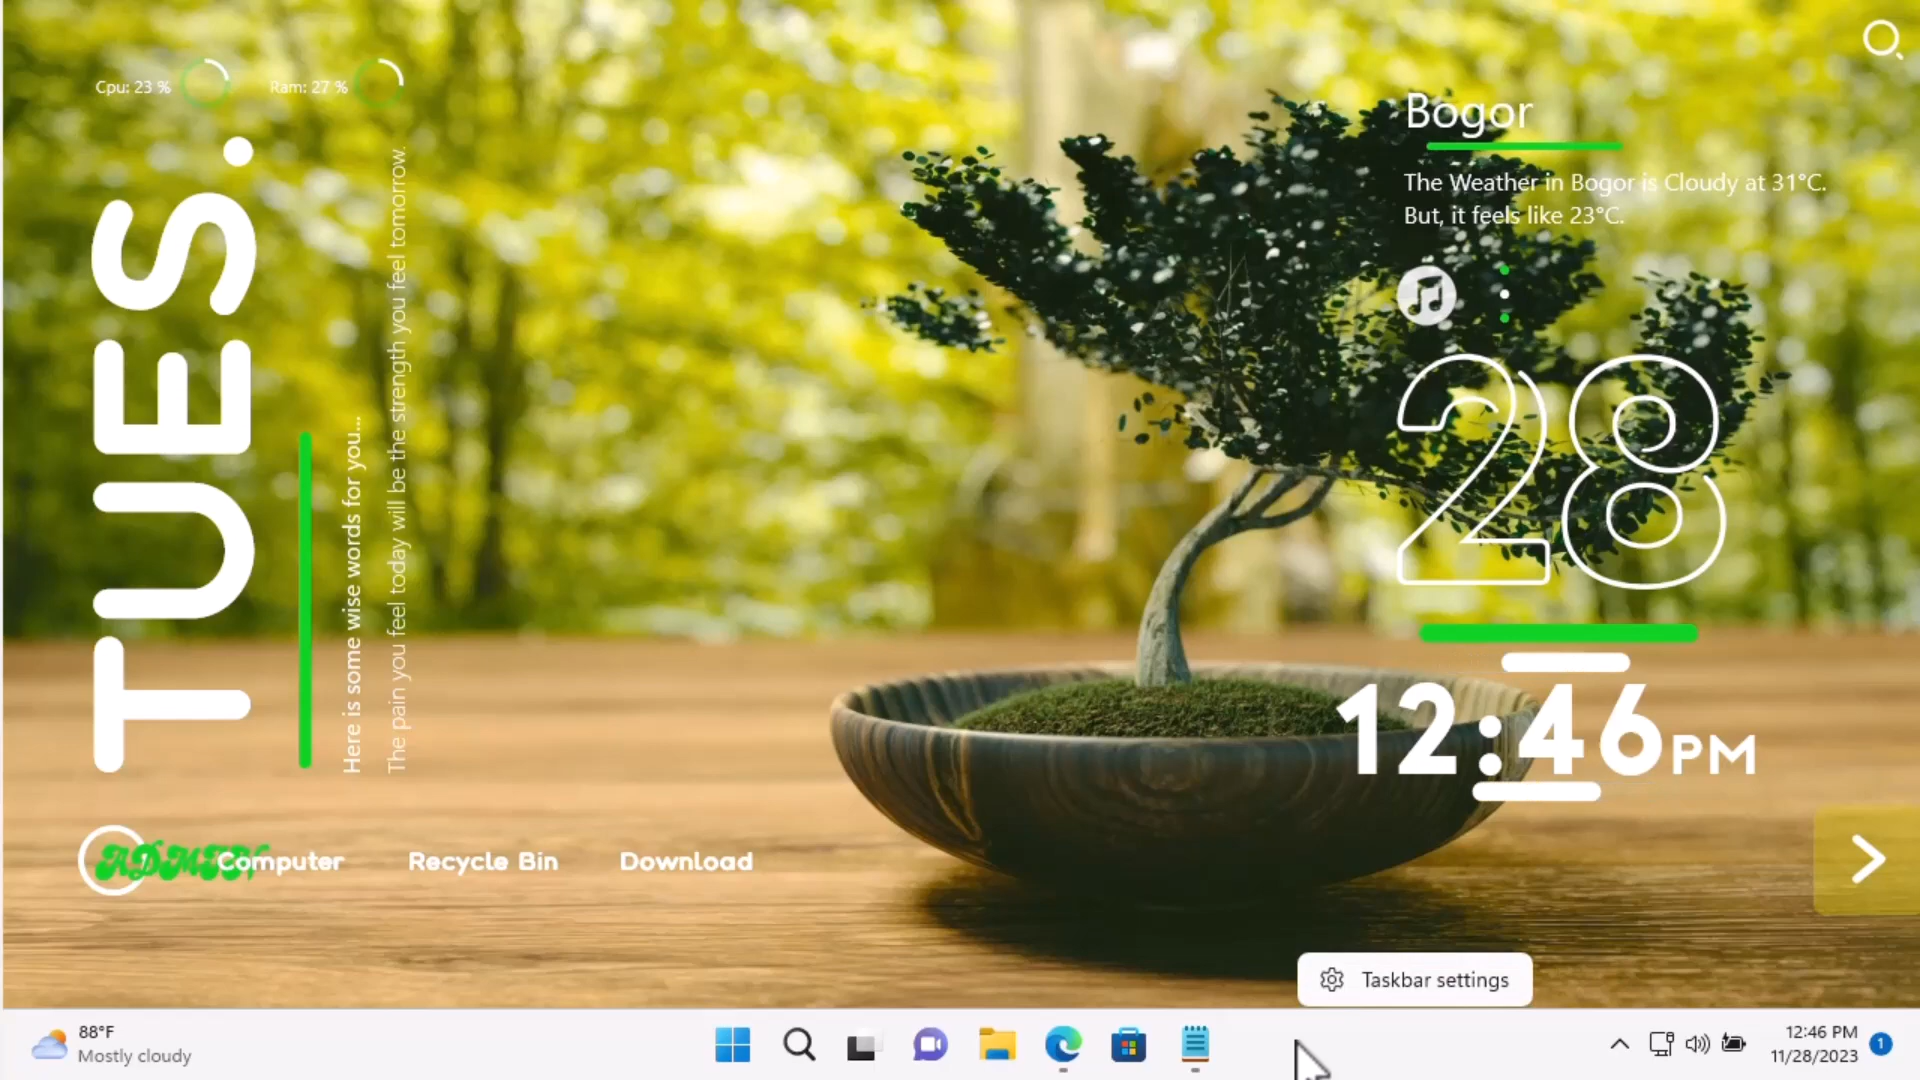 Cpu: 23 %
Ram: 27 %
TUES.
Here is some wise words for you...
The pain you feel today will be the strength you feel tomorrow.
Bogor
The Weather in Bogor is Cloudy at 31°C.
But, it feels like 23°C.
28
12:46PM
ADMIN
Computer
Recycle Bin
Download
Taskbar settings
88°F
Mostly cloudy
12:46 PM
11/28/2023
1